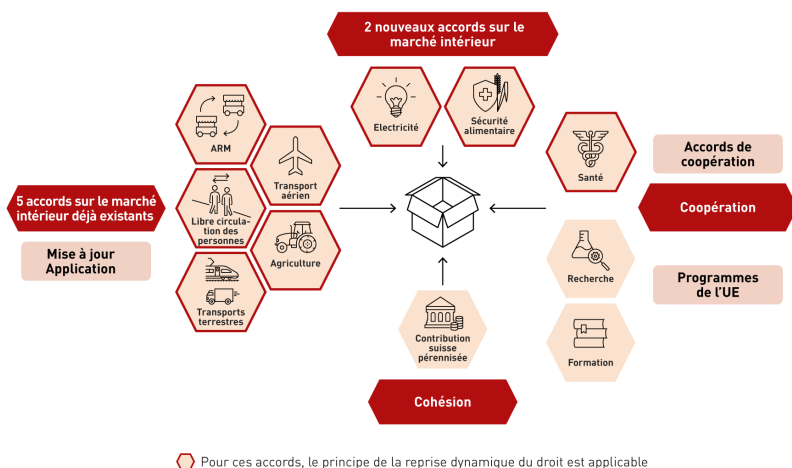 2 nouveaux accords sur le
marché intérieur
Electricité
Sécurité
alimentaire
ARM
Transport
aérien
5 accords sur le marché
intérieur déjà existants
Libre circula-
tion des
personnes
Mise à jour
Application
Agriculture
Transports
terrestres
Santé
Accords de
coopération
Coopération
Recherche
Programmes
de l'UE
Formation
Contribution
suisse
pérennisée
Cohésion
Pour ces accords, le principe de la reprise dynamique du droit est applicable